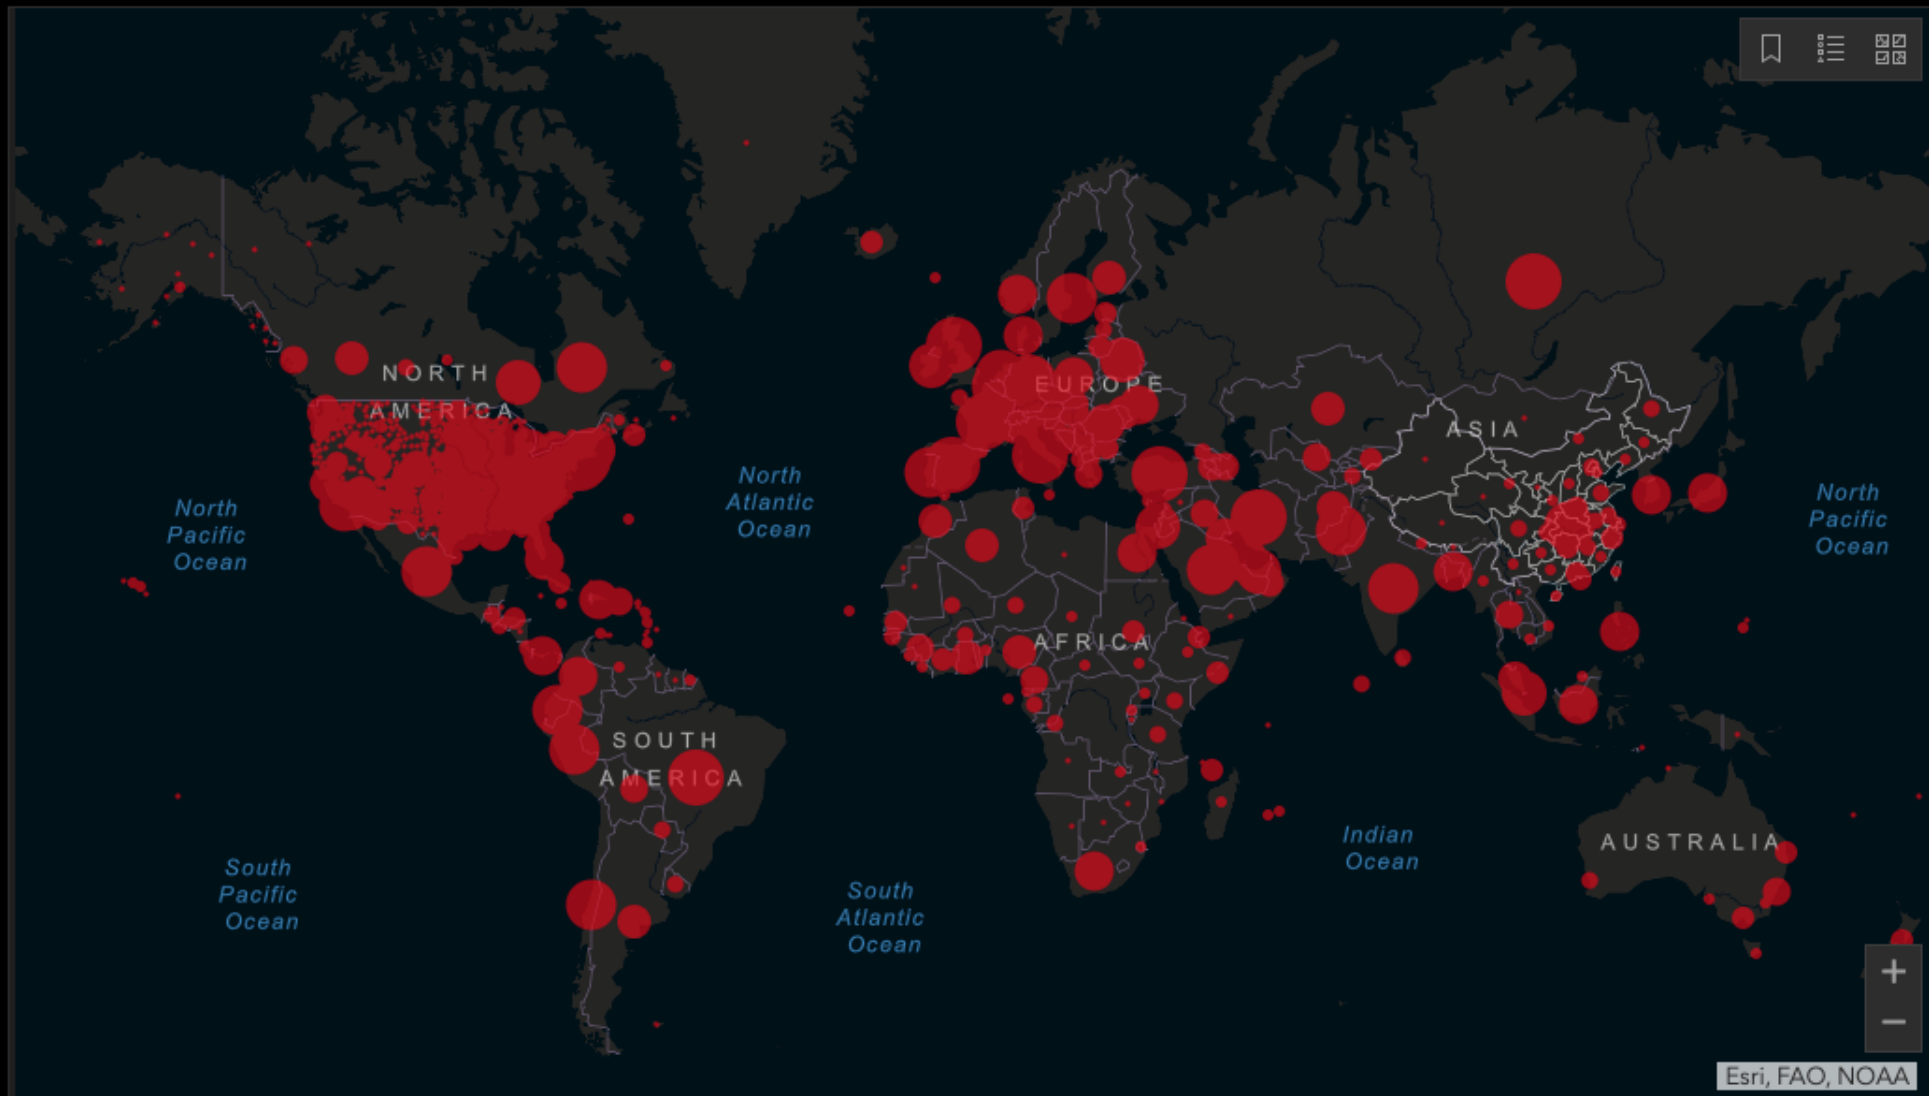 NORTH
AMERICA
EUROPE
ASIA
North
Atlantic
Ocean
North
Pacific
Ocean
North
Pacific
Ocean
AFRICA
SOUTH
AMERICA
Indian
Ocean
AUSTRALIA
South
Pacific
Ocean
South
Atlantic
Ocean
+
−
Esri, FAO, NOAA